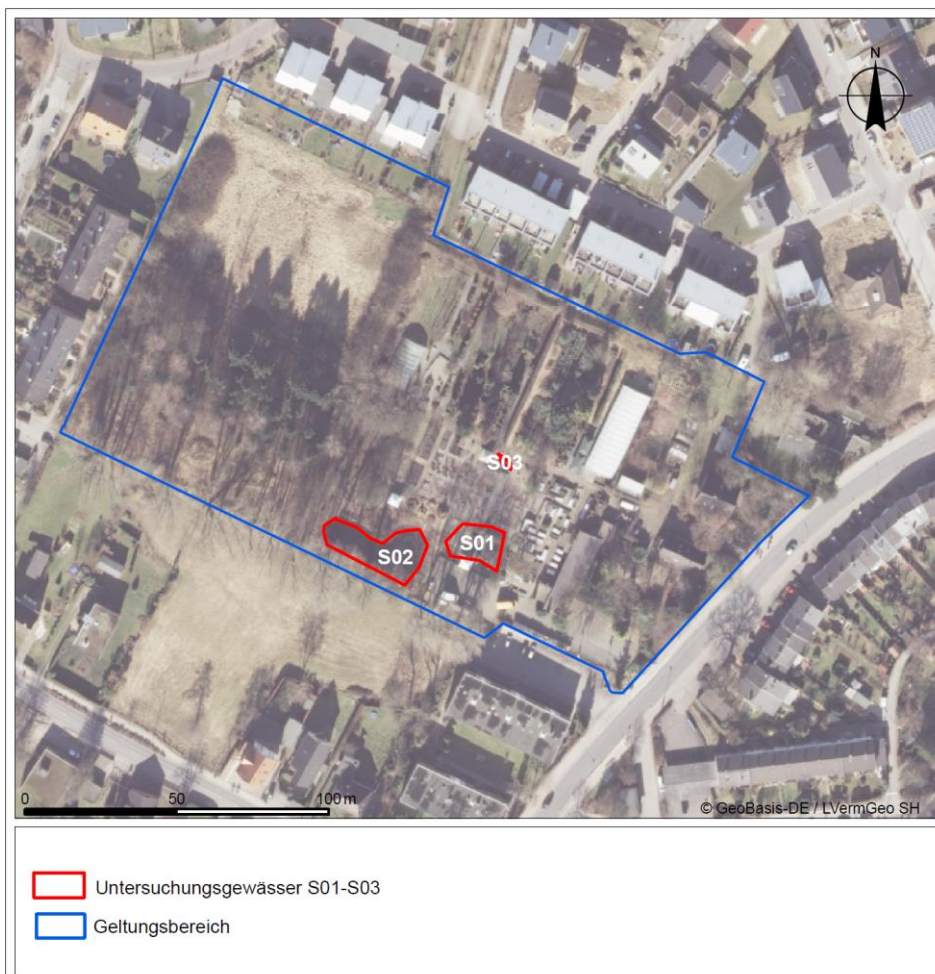 N
S03
S02
S01
0 50 100 m
© GeoBasis-DE / LVermGeo SH
Untersuchungsgewässer S01-S03
Geltungsbereich